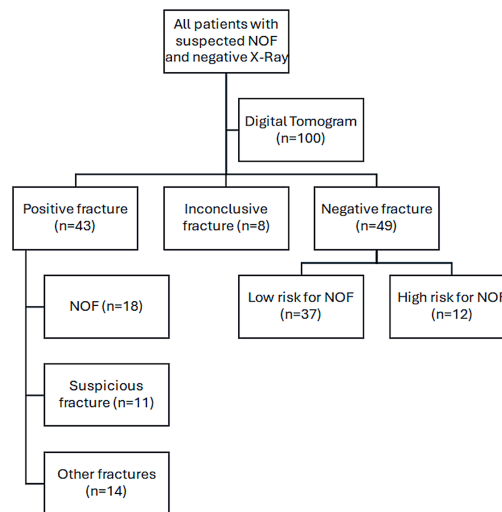 All patients with
suspected NOF
and negative X-Ray
Digital Tomogram
(n=100)
Positive fracture
(n=43)
Inconclusive
fracture (n=8)
Negative fracture
(n=49)
NOF (n=18)
Low risk for NOF
(n=37)
High risk for NOF
(n=12)
Suspicious
fracture (n=11)
Other fractures
(n=14)